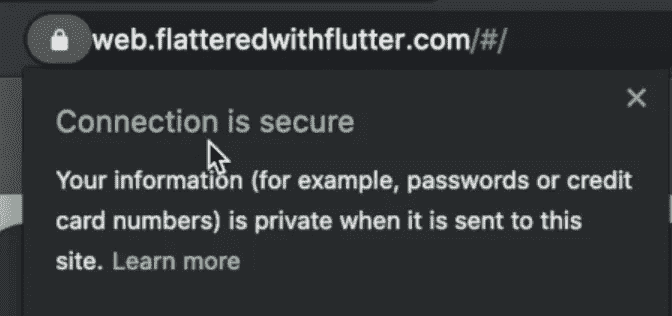 web.flatteredwithflutter.com/#/
Connection is secure
Your information (for example, passwords or credit
card numbers) is private when it is sent to this
site. Learn more